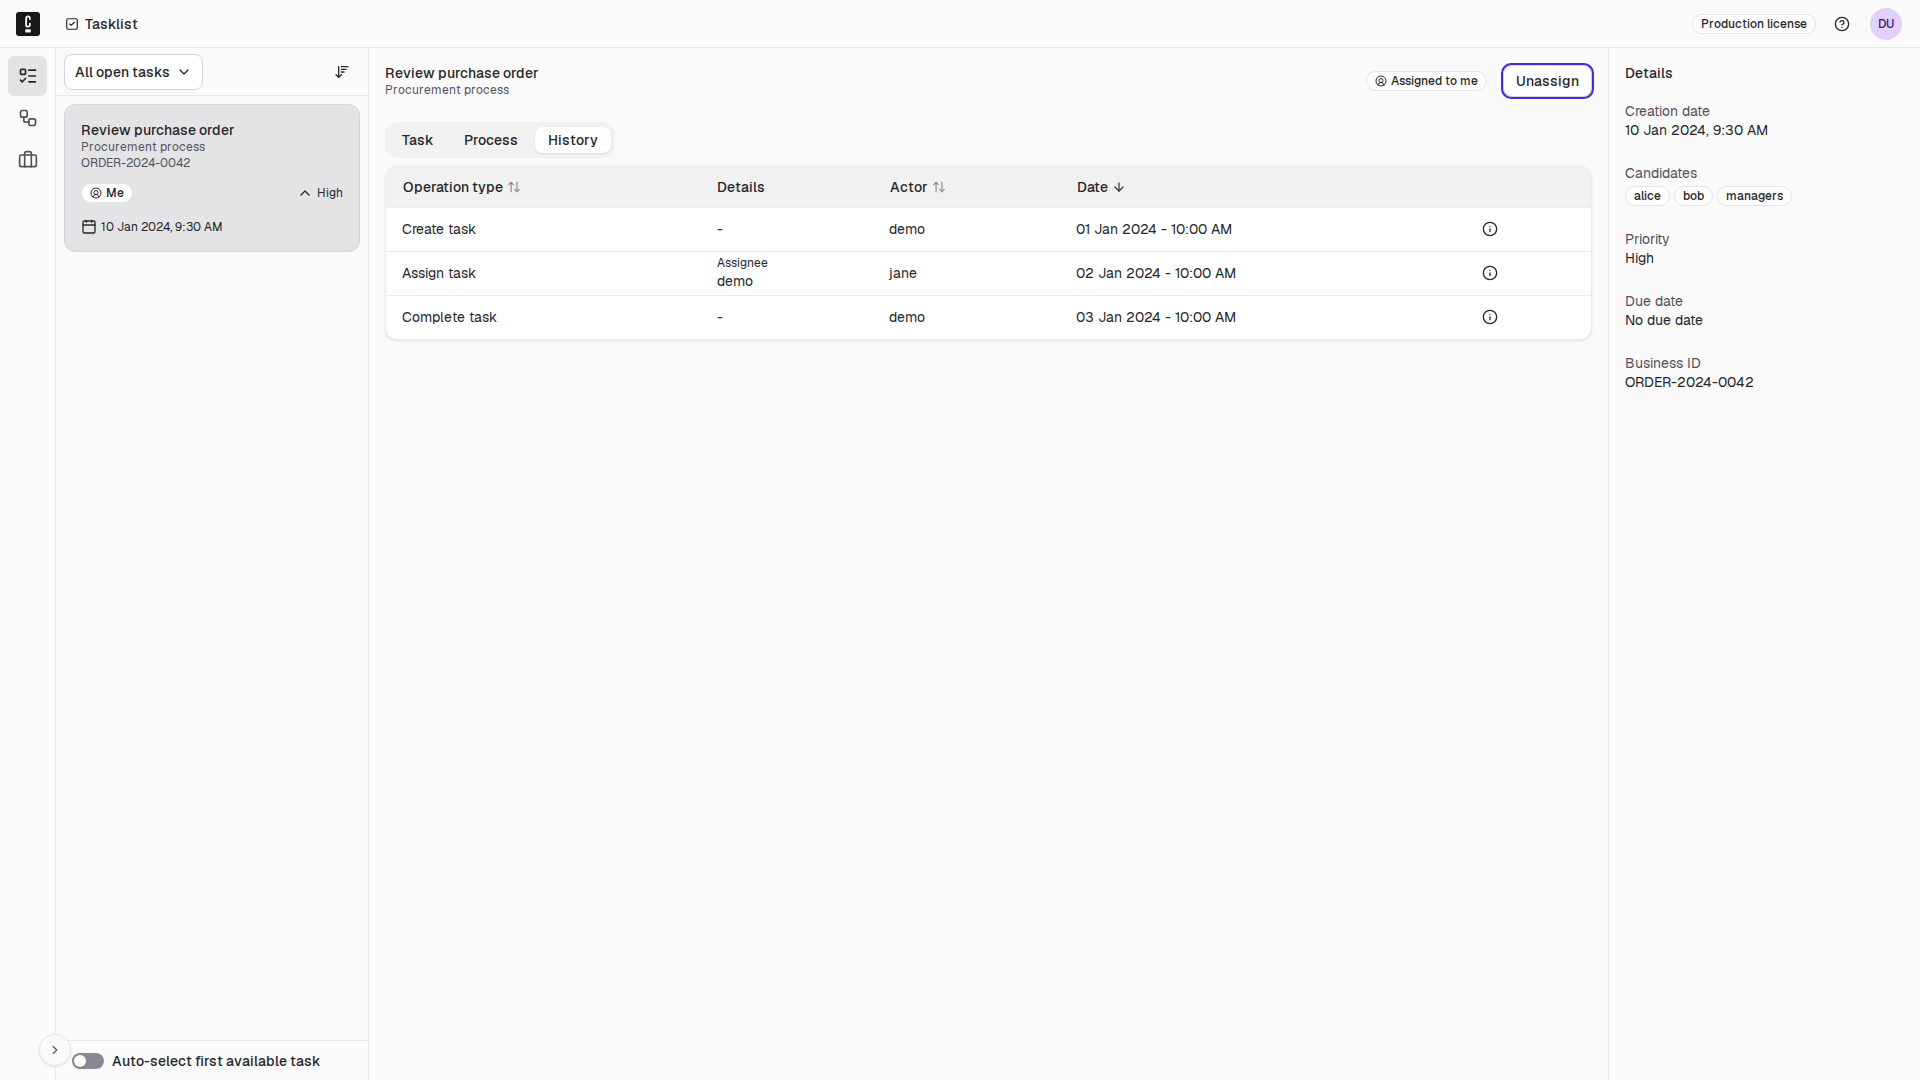 Tasklist
Production license
DU
All open tasks
Review purchase order
Procurement process
ORDER-2024-0042
Me
High
10 Jan 2024, 9:30 AM
Auto-select first available task
Review purchase order
Procurement process
Assigned to me
Unassign
Task Process History
Operation type Details Actor Date
Create task - demo 01 Jan 2024 - 10:00 AM
Assign task Assignee demo jane 02 Jan 2024 - 10:00 AM
Complete task - demo 03 Jan 2024 - 10:00 AM
Details
Creation date
10 Jan 2024, 9:30 AM
Candidates
alice bob managers
Priority
High
Due date
No due date
Business ID
ORDER-2024-0042